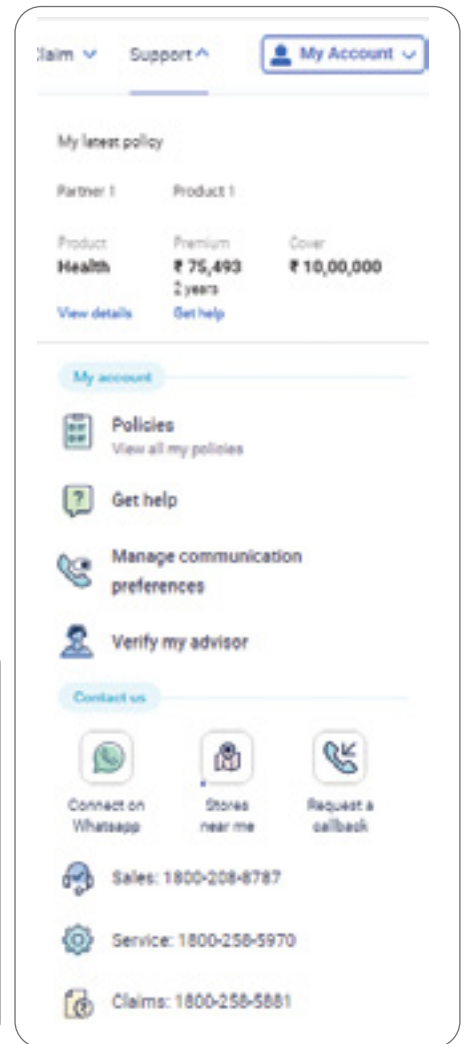 laim Support My Account
My latest policy
Partner 1 Product 1
Product Premium Cover
Health ₹ 75,493 ₹ 10,00,000
2 years
View details Get help
My account
Policies
View all my policies
Get help
Manage communication
preferences
Verify my advisor
Contact us
Connect on Stores Request a
Whatsapp near me callback
Sales: 1800-208-8787
Service: 1800-258-5970
Claims: 1800-258-5881